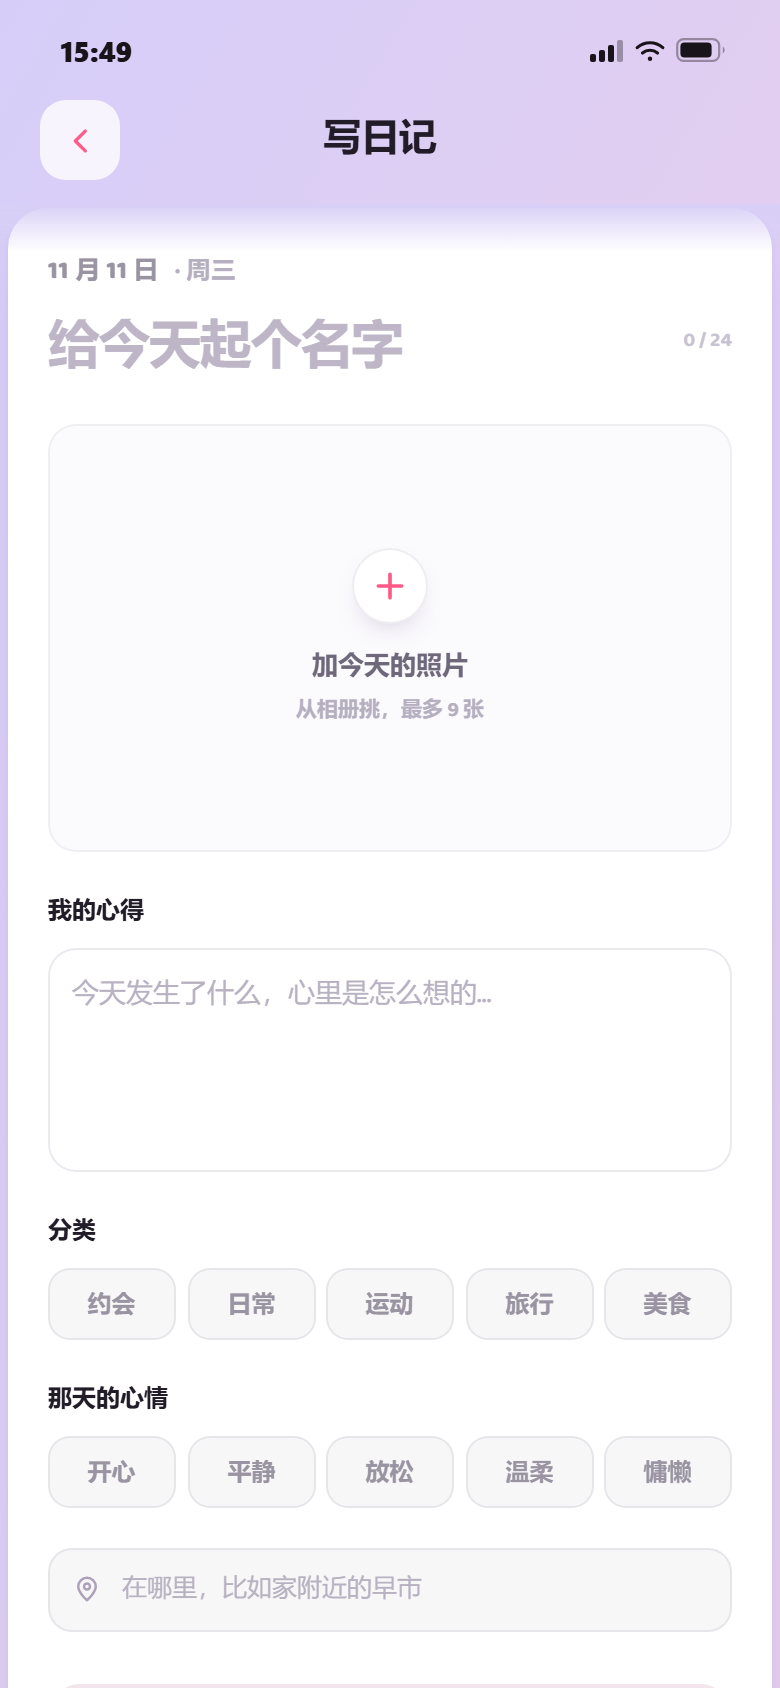 15:49
写日记
11 月 11 日 · 周三
给今天起个名字
0 / 24
加今天的照片
从相册挑，最多 9 张
我的心得
今天发生了什么，心里是怎么想的...
分类
约会 日常 运动 旅行 美食
那天的心情
开心 平静 放松 温柔 慵懒
在哪里，比如家附近的早市